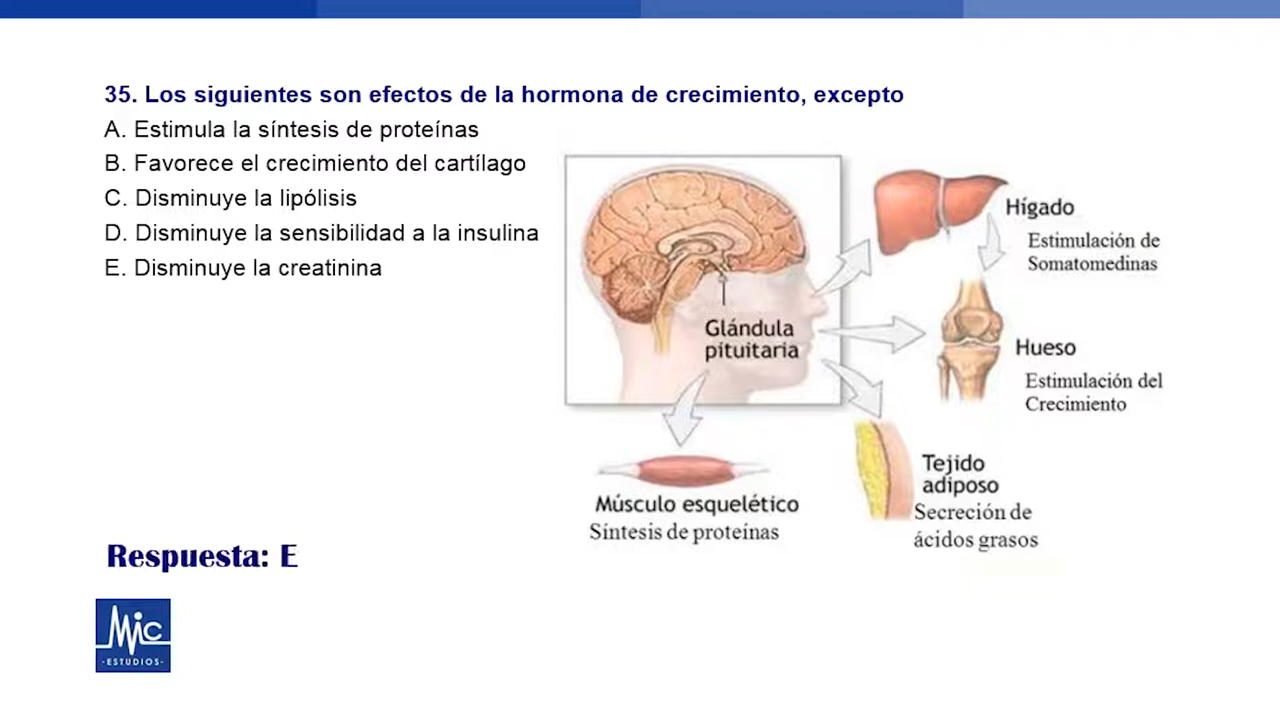 35. Los siguientes son efectos de la hormona de crecimiento, excepto
A. Estimula la síntesis de proteínas
B. Favorece el crecimiento del cartílago
C. Disminuye la lipólisis
D. Disminuye la sensibilidad a la insulina
E. Disminuye la creatinina
Glándula
pituitaria
Hígado
Estimulación de
Somatomedinas
Hueso
Estimulación del
Crecimiento
Tejido
adiposo
Secreción de
ácidos grasos
Músculo esquelético
Síntesis de proteínas
Respuesta: E
Mic
·ESTUDIOS·